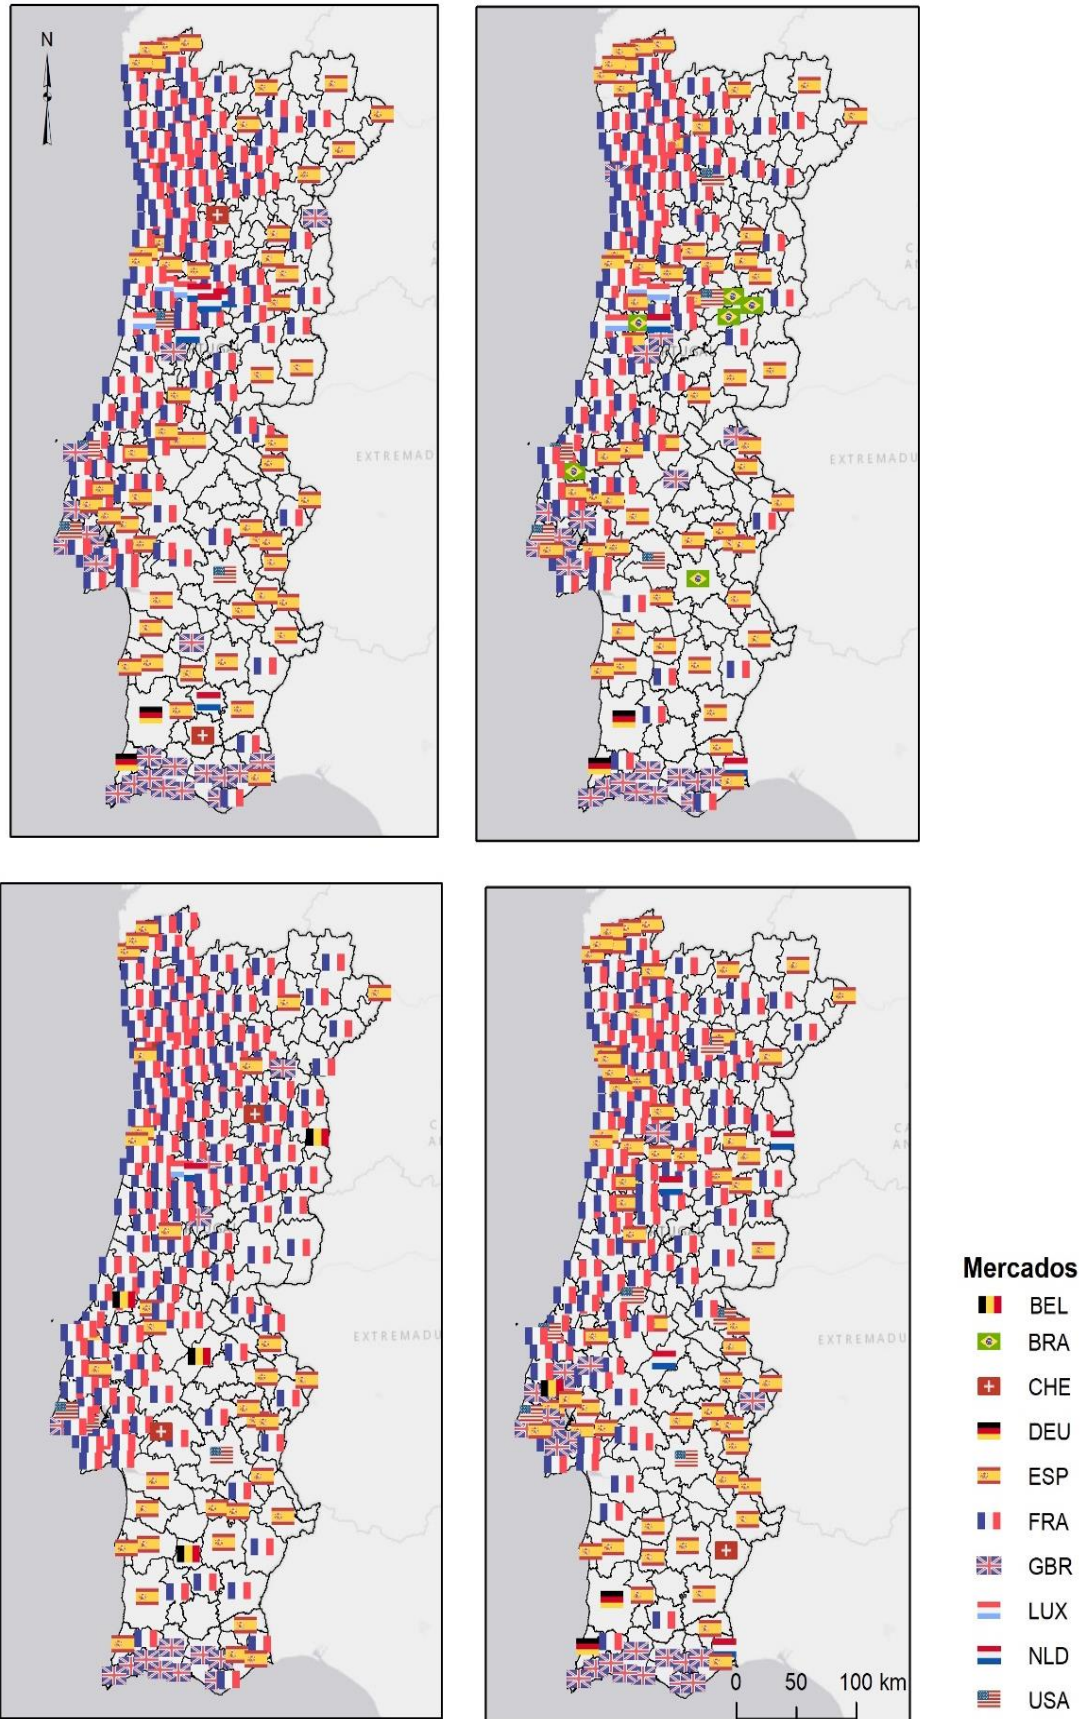 N
EXTREMAD
EXTREMADU
EXTREMADU
EXTREMADU
0 50 100 km
Mercados
BEL
BRA
CHE
DEU
ESP
FRA
GBR
LUX
NLD
USA